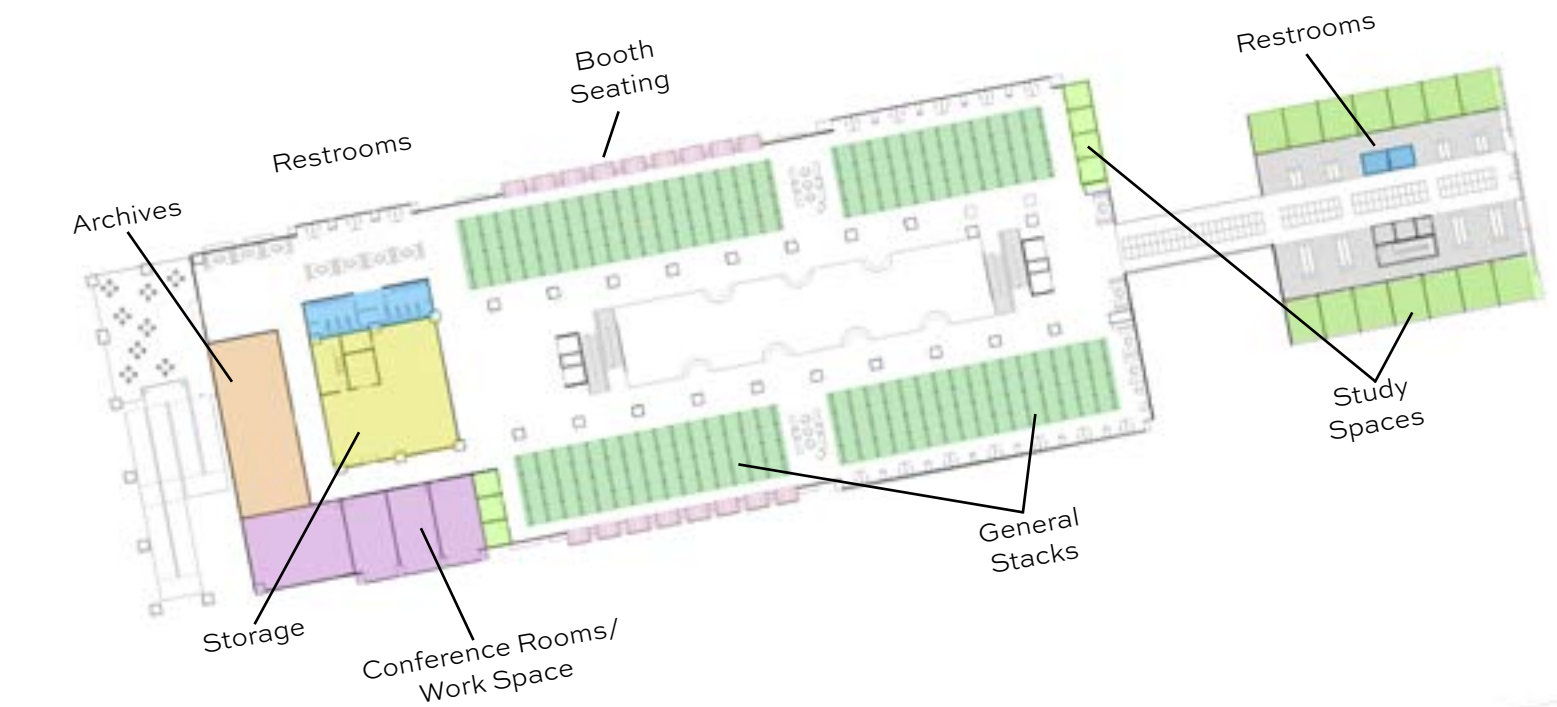 Restrooms
Booth
Seating
Restrooms
Archives
Study
Spaces
General
Stacks
Storage
Conference Rooms/
Work Space